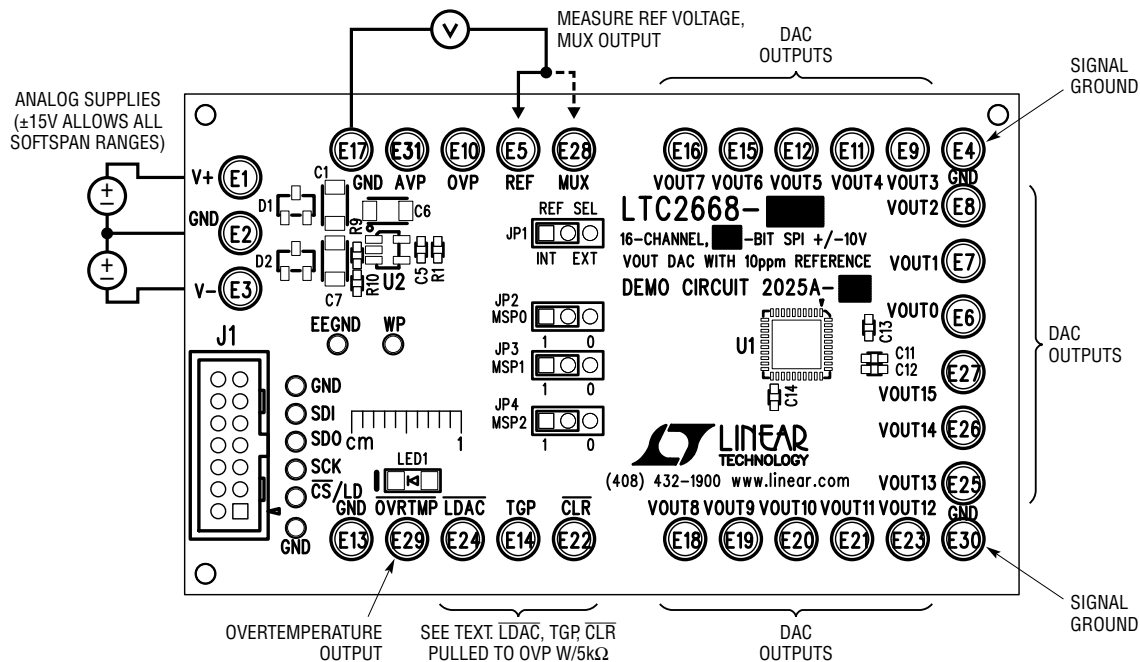 MEASURE REF VOLTAGE,
MUX OUTPUT
DAC
OUTPUTS
SIGNAL
GROUND
ANALOG SUPPLIES
(±15V ALLOWS ALL
SOFTSPAN RANGES)
V
E17
E31
E10
E5
E28
E16
E15
E12
E11
E9
E4
GND
AVP
OVP
REF
MUX
VOUT7
VOUT6
VOUT5
VOUT4
VOUT3
GND
V+
E1
GND
E2
V-
E3
D1
C1
C6
R9
D2
C7
R10
U2
C5
R1
REF SEL
JP1
INT EXT
LTC2668-
16-CHANNEL, -BIT SPI +/-10V
VOUT DAC WITH 10ppm REFERENCE
DEMO CIRCUIT 2025A-
VOUT2
E8
VOUT1
E7
VOUT0
E6
E27
VOUT15
VOUT14
E26
VOUT13
E25
GND
DAC
OUTPUTS
EEGND
WP
JP2
MSP0
1 0
JP3
MSP1
1 0
JP4
MSP2
1 0
U1
C13
C11
C12
C14
J1
GND
SDI
SDO
SCK
C̅S̅/LD
GND
cm 1
LED1
LINEAR
TECHNOLOGY
(408) 432-1900 www.linear.com
GND
O̅V̅R̅T̅M̅P̅
L̅D̅A̅C̅
TGP
C̅L̅R̅
VOUT8
VOUT9
VOUT10
VOUT11
VOUT12
E13
E29
E24
E14
E22
E18
E19
E20
E21
E23
E30
OVERTEMPERATURE
OUTPUT
SEE TEXT. L̅D̅A̅C̅, TGP, C̅L̅R̅
PULLED TO OVP W/5kΩ
DAC
OUTPUTS
SIGNAL
GROUND